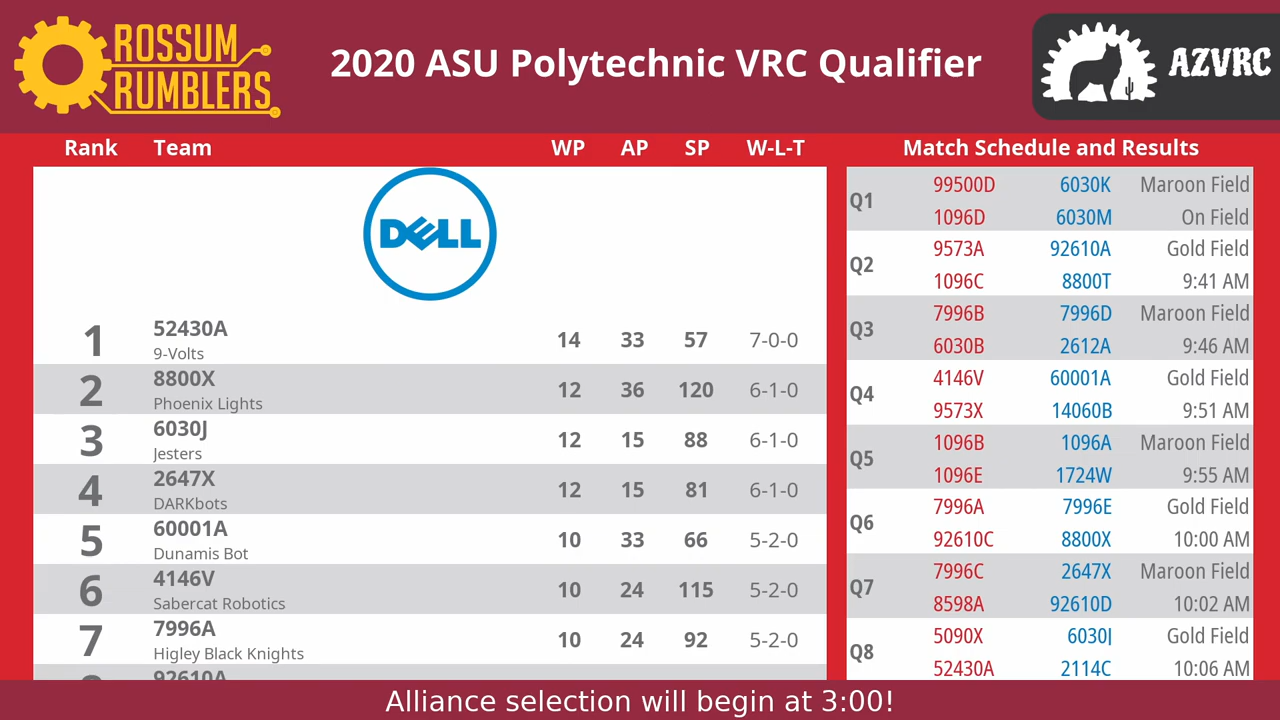 ROSSUM
RUMBLERS
2020 ASU Polytechnic VRC Qualifier
AZVRC
Rank Team WP AP SP W-L-T
DELL
1 52430A 14 33 57 7-0-0
9-Volts
2 8800X 12 36 120 6-1-0
Phoenix Lights
3 6030J 12 15 88 6-1-0
Jesters
4 2647X 12 15 81 6-1-0
DARKbots
5 60001A 10 33 66 5-2-0
Dunamis Bot
6 4146V 10 24 115 5-2-0
Sabercat Robotics
7 7996A 10 24 92 5-2-0
Higley Black Knights
92610A
Match Schedule and Results
Q1 99500D 6030K Maroon Field
1096D 6030M On Field
Q2 9573A 92610A Gold Field
1096C 8800T 9:41 AM
Q3 7996B 7996D Maroon Field
6030B 2612A 9:46 AM
Q4 4146V 60001A Gold Field
9573X 14060B 9:51 AM
Q5 1096B 1096A Maroon Field
1096E 1724W 9:55 AM
Q6 7996A 7996E Gold Field
92610C 8800X 10:00 AM
Q7 7996C 2647X Maroon Field
8598A 92610D 10:02 AM
Q8 5090X 6030J Gold Field
52430A 2114C 10:06 AM
Alliance selection will begin at 3:00!